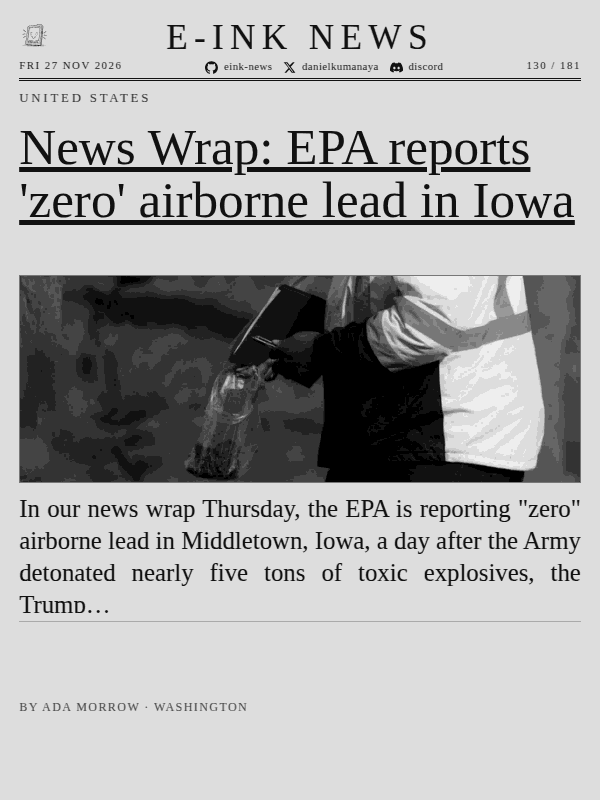 E-INK NEWS
FRI 27 NOV 2026
eink-news
danielkumanaya
discord
130 / 181
UNITED STATES
News Wrap: EPA reports
'zero' airborne lead in Iowa
In our news wrap Thursday, the EPA is reporting "zero"
airborne lead in Middletown, Iowa, a day after the Army
detonated nearly five tons of toxic explosives, the
Trump…
BY ADA MORROW · WASHINGTON